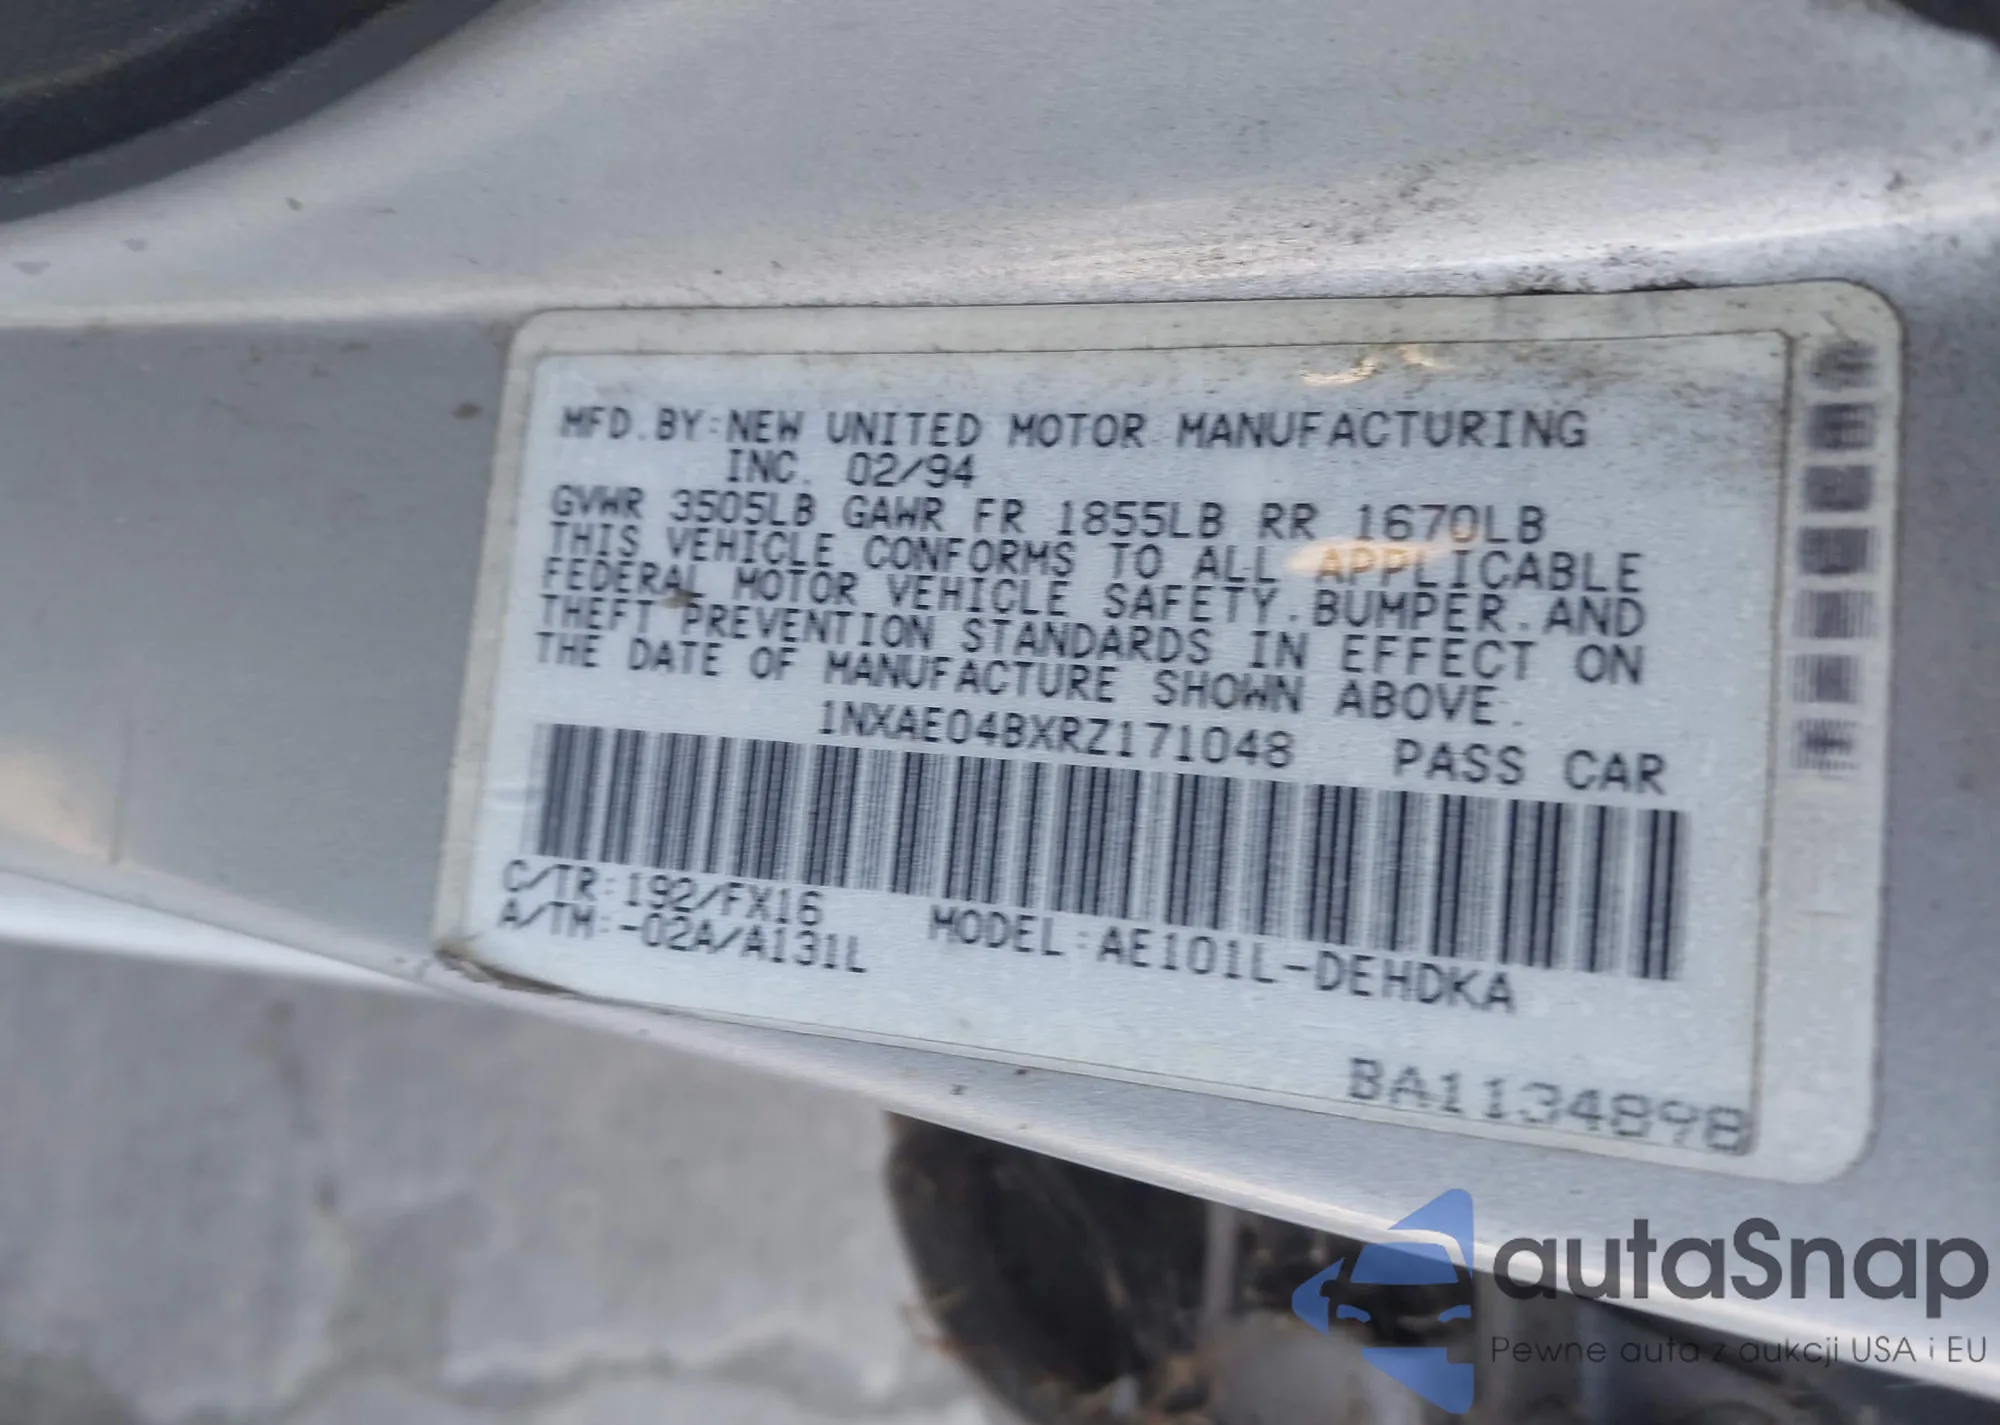 MFD.BY:NEW UNITED MOTOR MANUFACTURING
INC. 02/94
GVWR 3505LB GAWR FR 1855LB RR 1670LB
THIS VEHICLE CONFORMS TO ALL APPLICABLE
FEDERAL MOTOR VEHICLE SAFETY.BUMPER.AND
THEFT PREVENTION STANDARDS IN EFFECT ON
THE DATE OF MANUFACTURE SHOWN ABOVE.
1NXAE04BXRZ171048 PASS CAR
C/TR:192/FX16
A/TM:-02A/A131L MODEL:AE101L-DEHDKA
BA1134898
autaSnap
Pewne auta z aukcji USA i EU